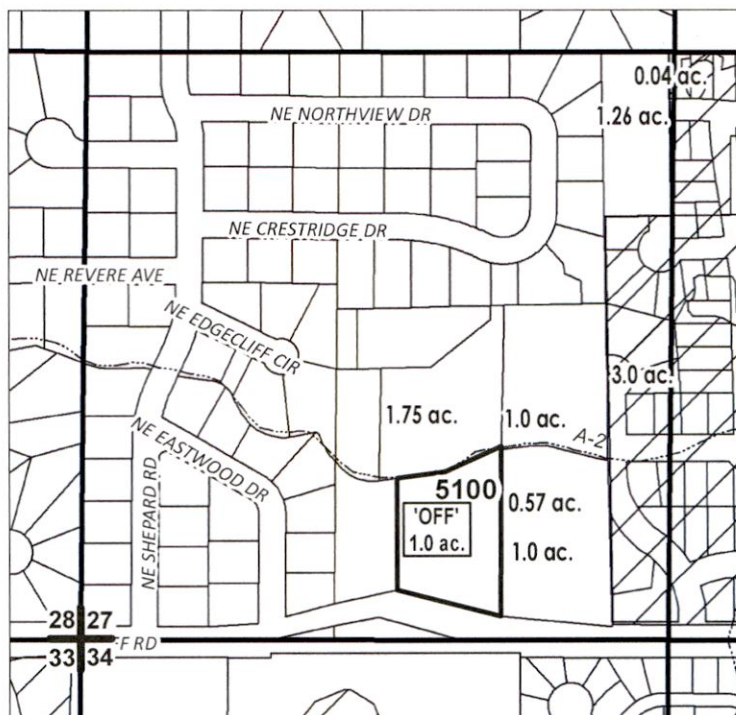 0.04 ac.
1.26 ac.
NE NORTHVIEW DR
NE CRESTRIDGE DR
NE REVERE AVE
NE EDGECLIFF CIR
3.0 ac.
1.75 ac.
1.0 ac.
A-2
NE EASTWOOD DR
NE SHEPARD RD
5100
'OFF'
1.0 ac.
0.57 ac.
1.0 ac.
28 27
F RD
33 34